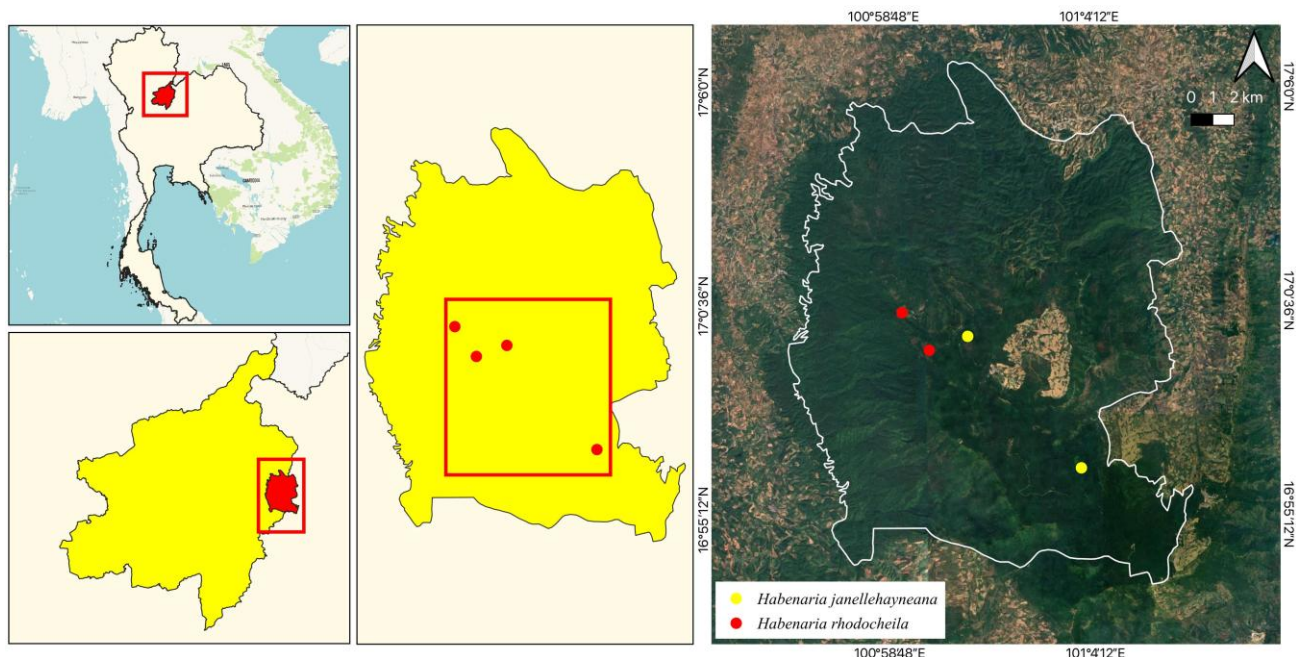 CAMBODIA
100°58'48"E
101°4'12"E
17°6'0"N
17°0'36"N
16°55'12"N
17°6'0"N
17°0'36"N
16°55'12"N
0 1 2 km
Habenaria janellehayneana
Habenaria rhodocheila
100°58'48"E
101°4'12"E